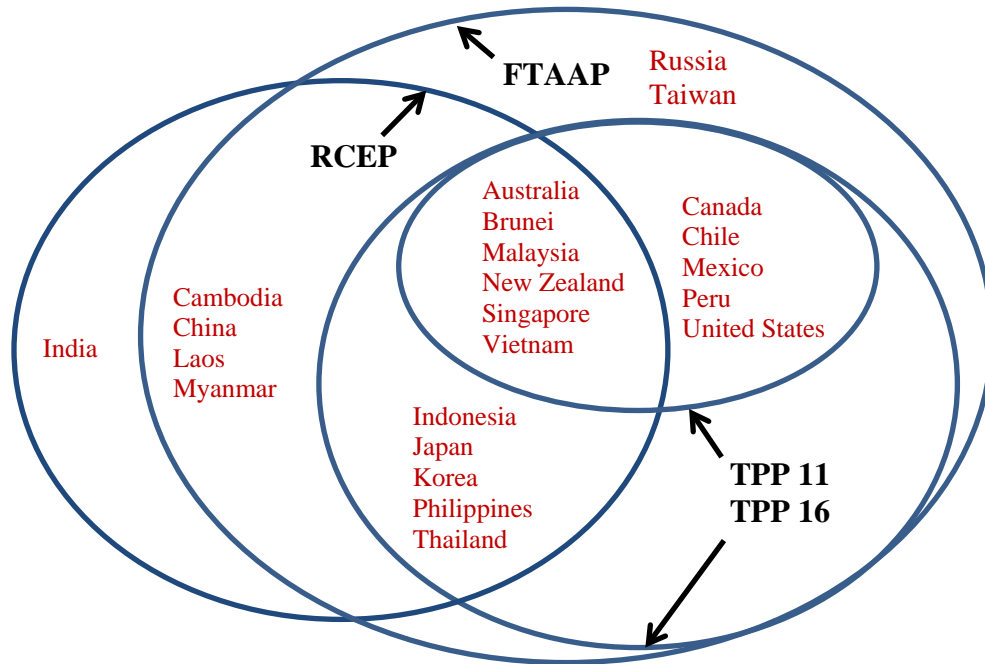 FTAAP
Russia
Taiwan
RCEP
Australia
Brunei
Malaysia
New Zealand
Singapore
Vietnam
Canada
Chile
Mexico
Peru
United States
Cambodia
China
Laos
Myanmar
India
Indonesia
Japan
Korea
Philippines
Thailand
TPP 11
TPP 16